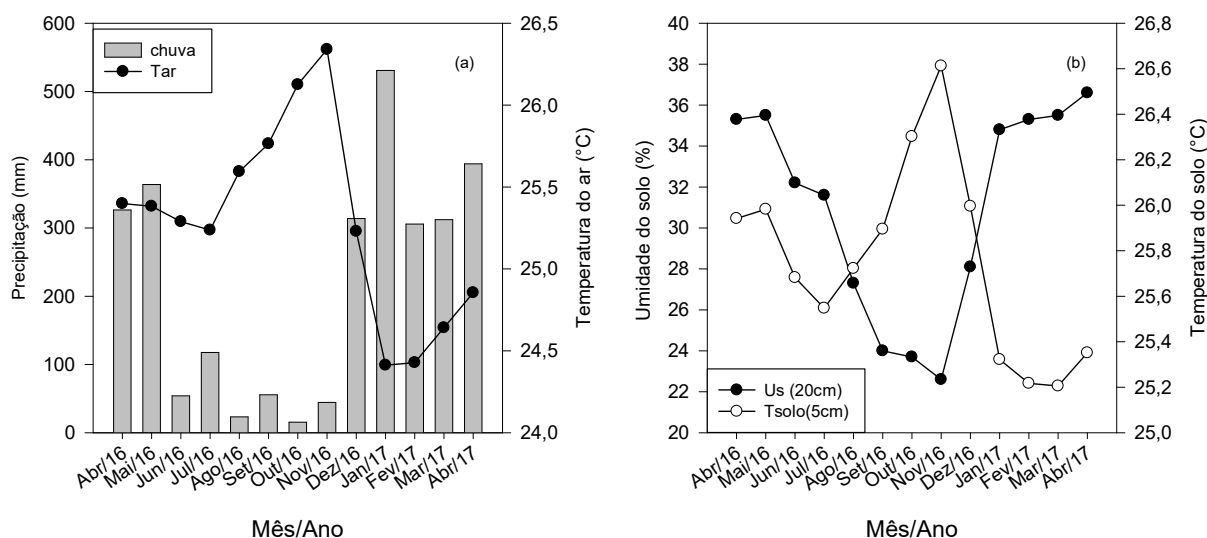 600
500
400
300
200
100
0
Precipitação (mm)
chuva
Tar
(a)
26,5
26,0
25,5
25,0
24,5
24,0
Temperatura do ar (°C)
Abr/16
Mai/16
Jun/16
Jul/16
Ago/16
Set/16
Out/16
Nov/16
Dez/16
Jan/17
Fev/17
Mar/17
Abr/17
Mês/Ano
40
38
36
34
32
30
28
26
24
22
20
Umidade do solo (%)
(b)
Us (20cm)
Tsolo(5cm)
26,8
26,6
26,4
26,2
26,0
25,8
25,6
25,4
25,2
25,0
Temperatura do solo (°C)
Abr/16
Mai/16
Jun/16
Jul/16
Ago/16
Set/16
Out/16
Nov/16
Dez/16
Jan/17
Fev/17
Mar/17
Abr/17
Mês/Ano